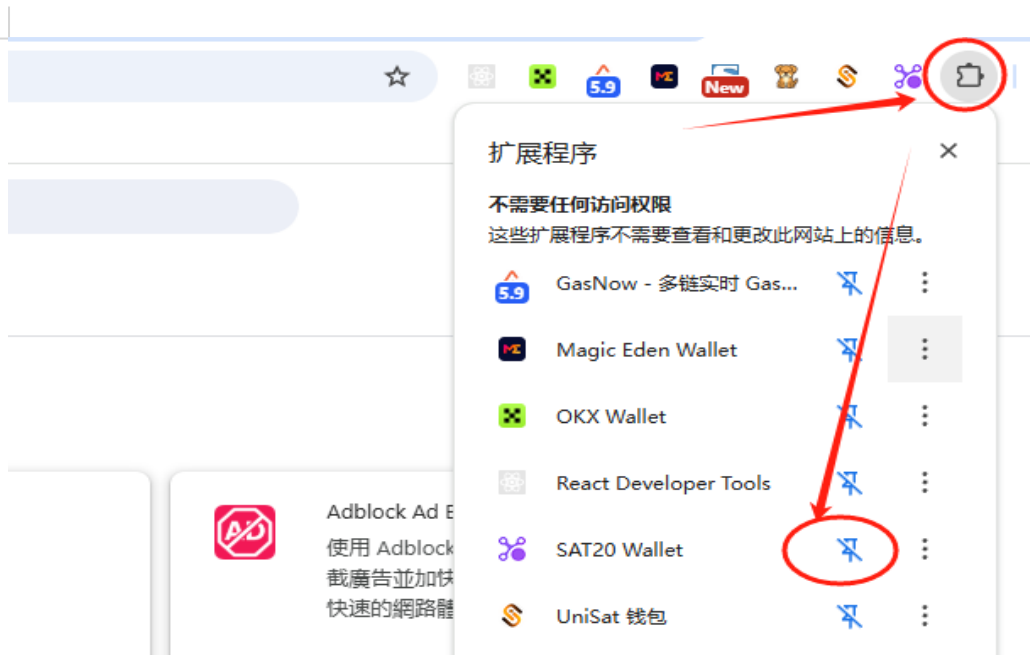 5.9
ME
New
扩展程序
不需要任何访问权限
这些扩展程序不需要查看和更改此网站上的信息。
5.9
GasNow - 多链实时 Gas...
ME
Magic Eden Wallet
OKX Wallet
React Developer Tools
SAT20 Wallet
UniSat 钱包
AD
Adblock Ad
使用 Adblock
截廣告並加快
快速的網路體